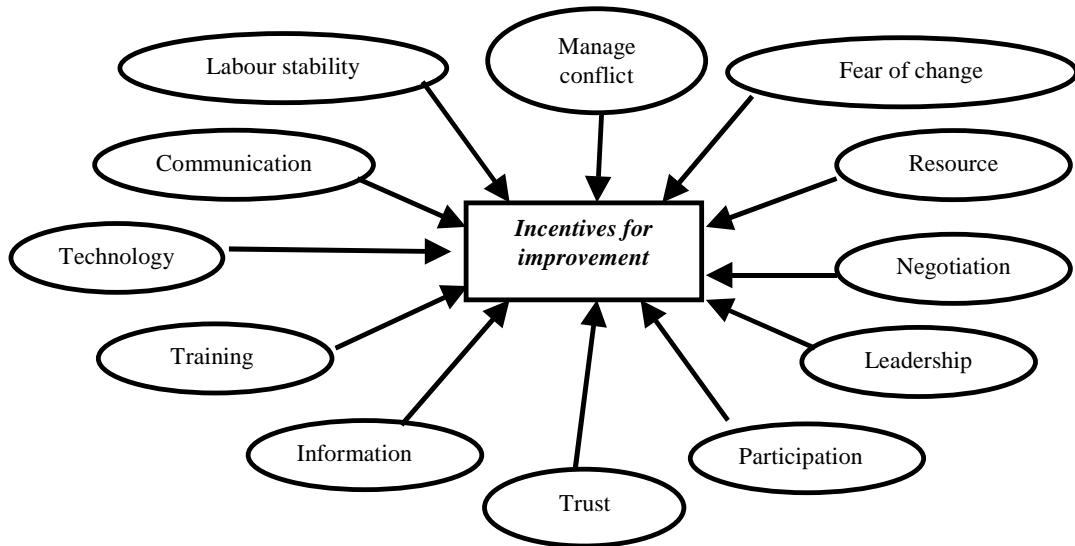 Manage
conflict
Labour stability
Fear of change
Communication
Resource
Incentives for
improvement
Technology
Negotiation
Training
Leadership
Information
Participation
Trust